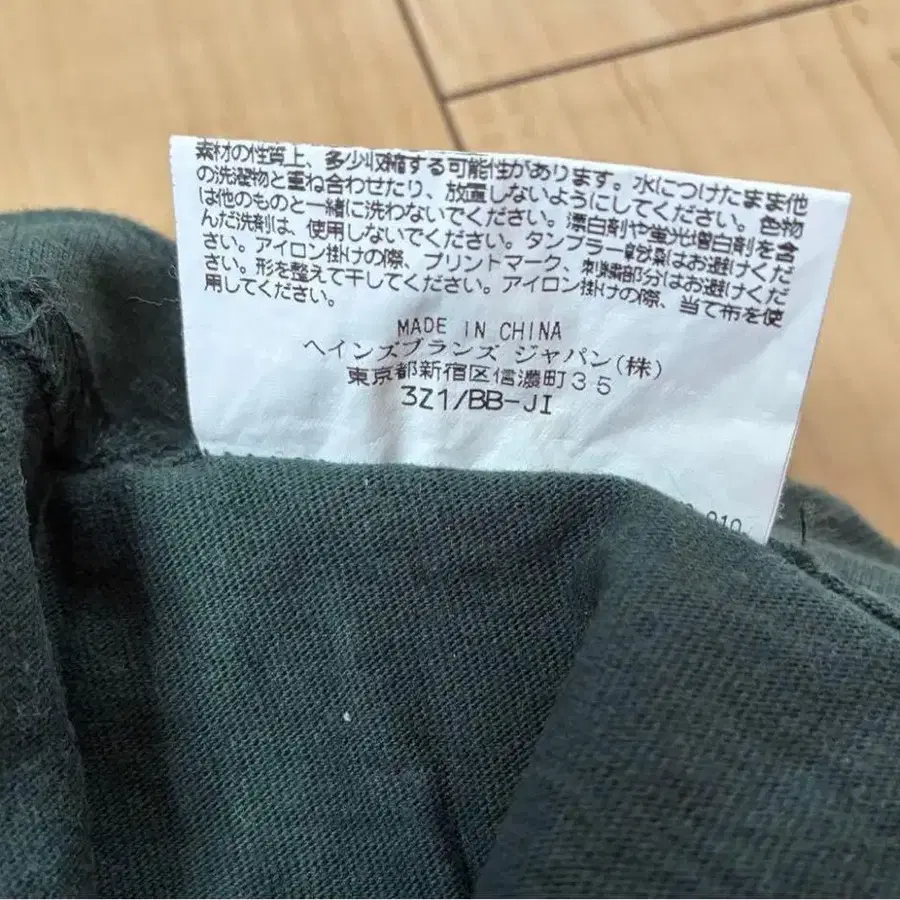 素材の性質上、多少収縮する可能性があります。水につけたまま他
の洗濯物と重ね合わせたり、放置しないようにしてください。色物
は他のものと一緒に洗わないでください。漂白剤や蛍光増白剤を含
んだ洗剤は、使用しないでください。タンブラー乾燥はお避けくだ
さい。アイロン掛けの際、プリントマーク、刺繍部分はお避けくだ
さい。形を整えて干してください。アイロン掛けの際、当て布を使
用してください。
MADE IN CHINA
ヘインズブランズ ジャパン(株)
東京都新宿区信濃町35
3Z1/BB-JI